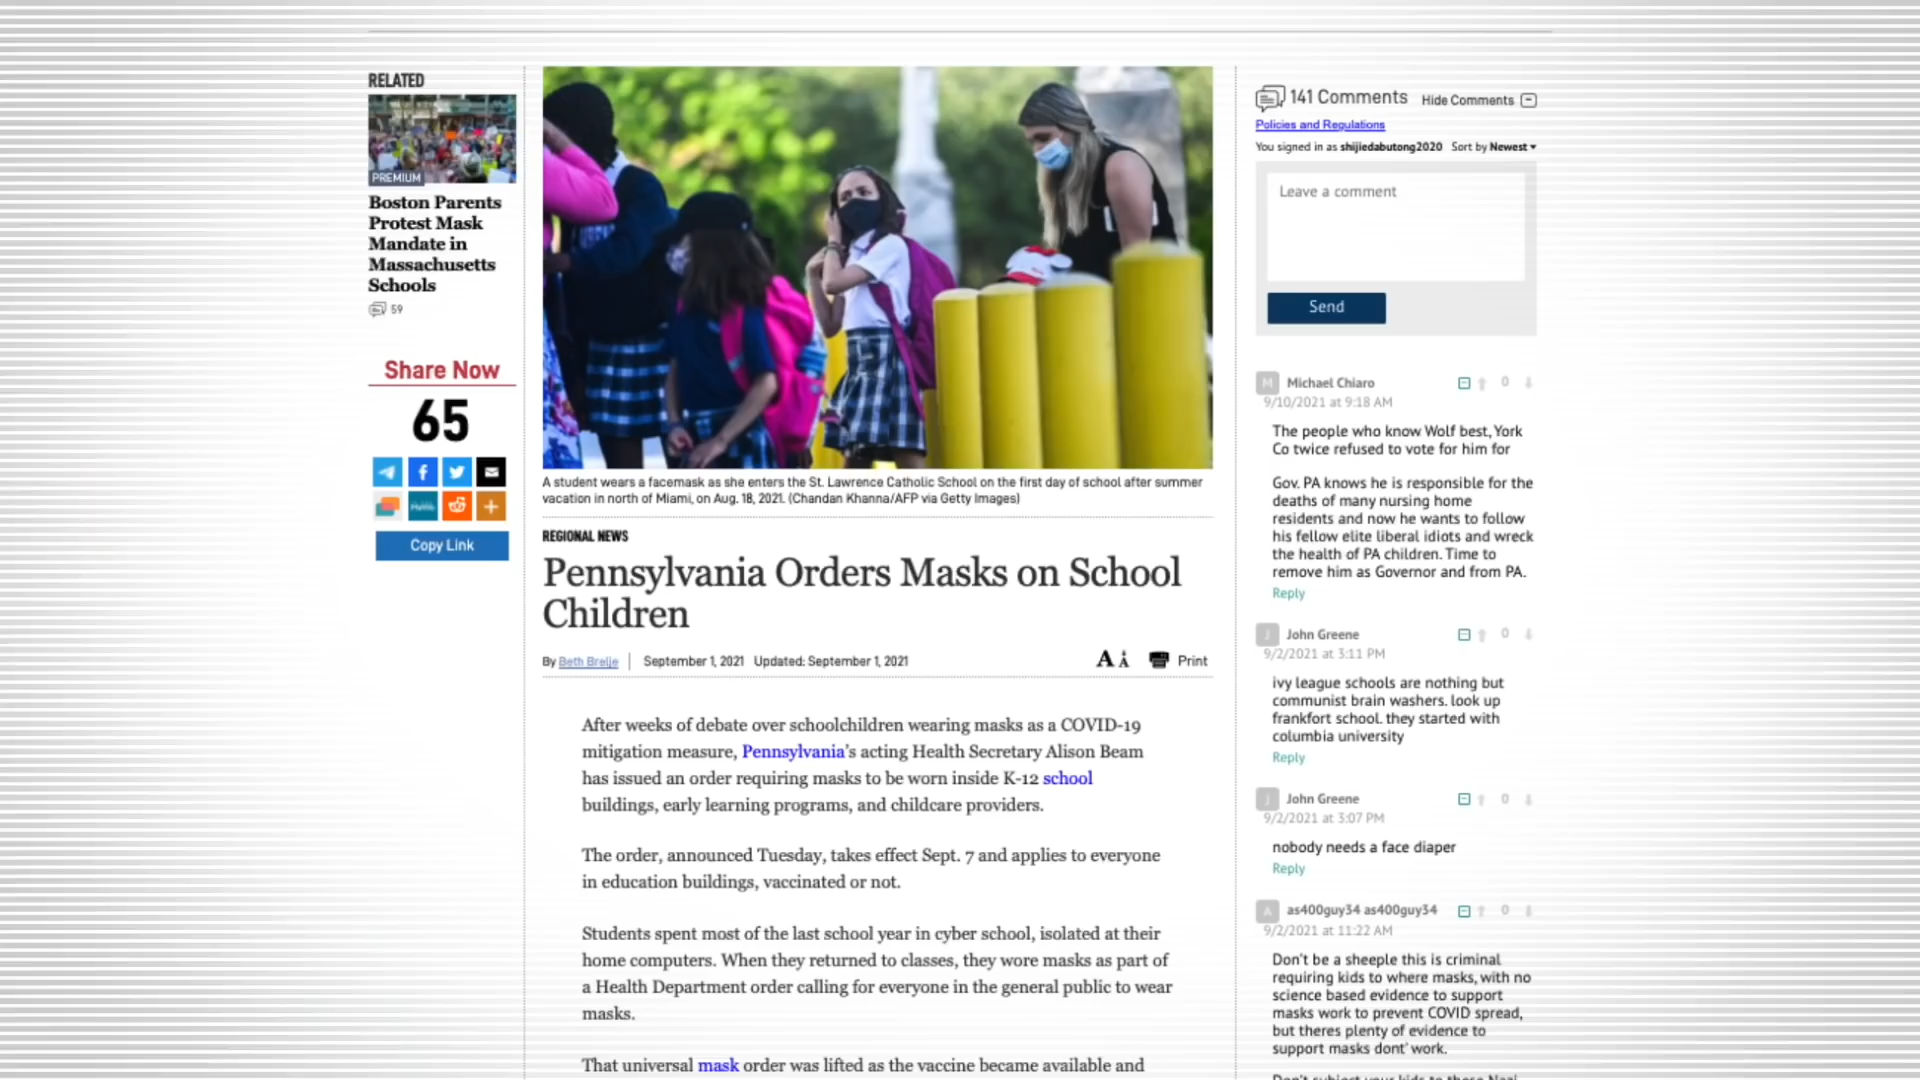 RELATED
PREMIUM
Boston Parents
Protest Mask
Mandate in
Massachusetts
Schools
59
Share Now
65
Copy Link
A student wears a facemask as she enters the St. Lawrence Catholic School on the first day of school after summer
vacation in north of Miami, on Aug. 18, 2021. (Chandan Khanna/AFP via Getty Images)
REGIONAL NEWS
Pennsylvania Orders Masks on School
Children
By Beth Brelje
September 1, 2021 Updated: September 1, 2021
A A
Print
After weeks of debate over schoolchildren wearing masks as a COVID-19
mitigation measure, Pennsylvania's acting Health Secretary Alison Beam
has issued an order requiring masks to be worn inside K-12 school
buildings, early learning programs, and childcare providers.
The order, announced Tuesday, takes effect Sept. 7 and applies to everyone
in education buildings, vaccinated or not.
Students spent most of the last school year in cyber school, isolated at their
home computers. When they returned to classes, they wore masks as part of
a Health Department order calling for everyone in the general public to wear
masks.
That universal mask order was lifted as the vaccine became available and
141 Comments
Hide Comments
Policies and Regulations
You signed in as shijiedabutong2020 Sort by Newest
Leave a comment
Send
M Michael Chiaro 0
9/10/2021 at 9:18 AM
The people who know Wolf best, York
Co twice refused to vote for him for
Gov. PA knows he is responsible for the
deaths of many nursing home
residents and now he wants to follow
his fellow elite liberal idiots and wreck
the health of PA children. Time to
remove him as Governor and from PA.
Reply
J John Greene 0
9/2/2021 at 3:11 PM
ivy league schools are nothing but
communist brain washers. look up
frankfort school. they started with
columbia university
Reply
J John Greene 0
9/2/2021 at 3:07 PM
nobody needs a face diaper
Reply
A as400guy34 as400guy34 0
9/2/2021 at 11:22 AM
Don't be a sheeple this is criminal
requiring kids to where masks, with no
science based evidence to support
masks work to prevent COVID spread,
but theres plenty of evidence to
support masks dont' work.
Don't subject your kids to these Nazi